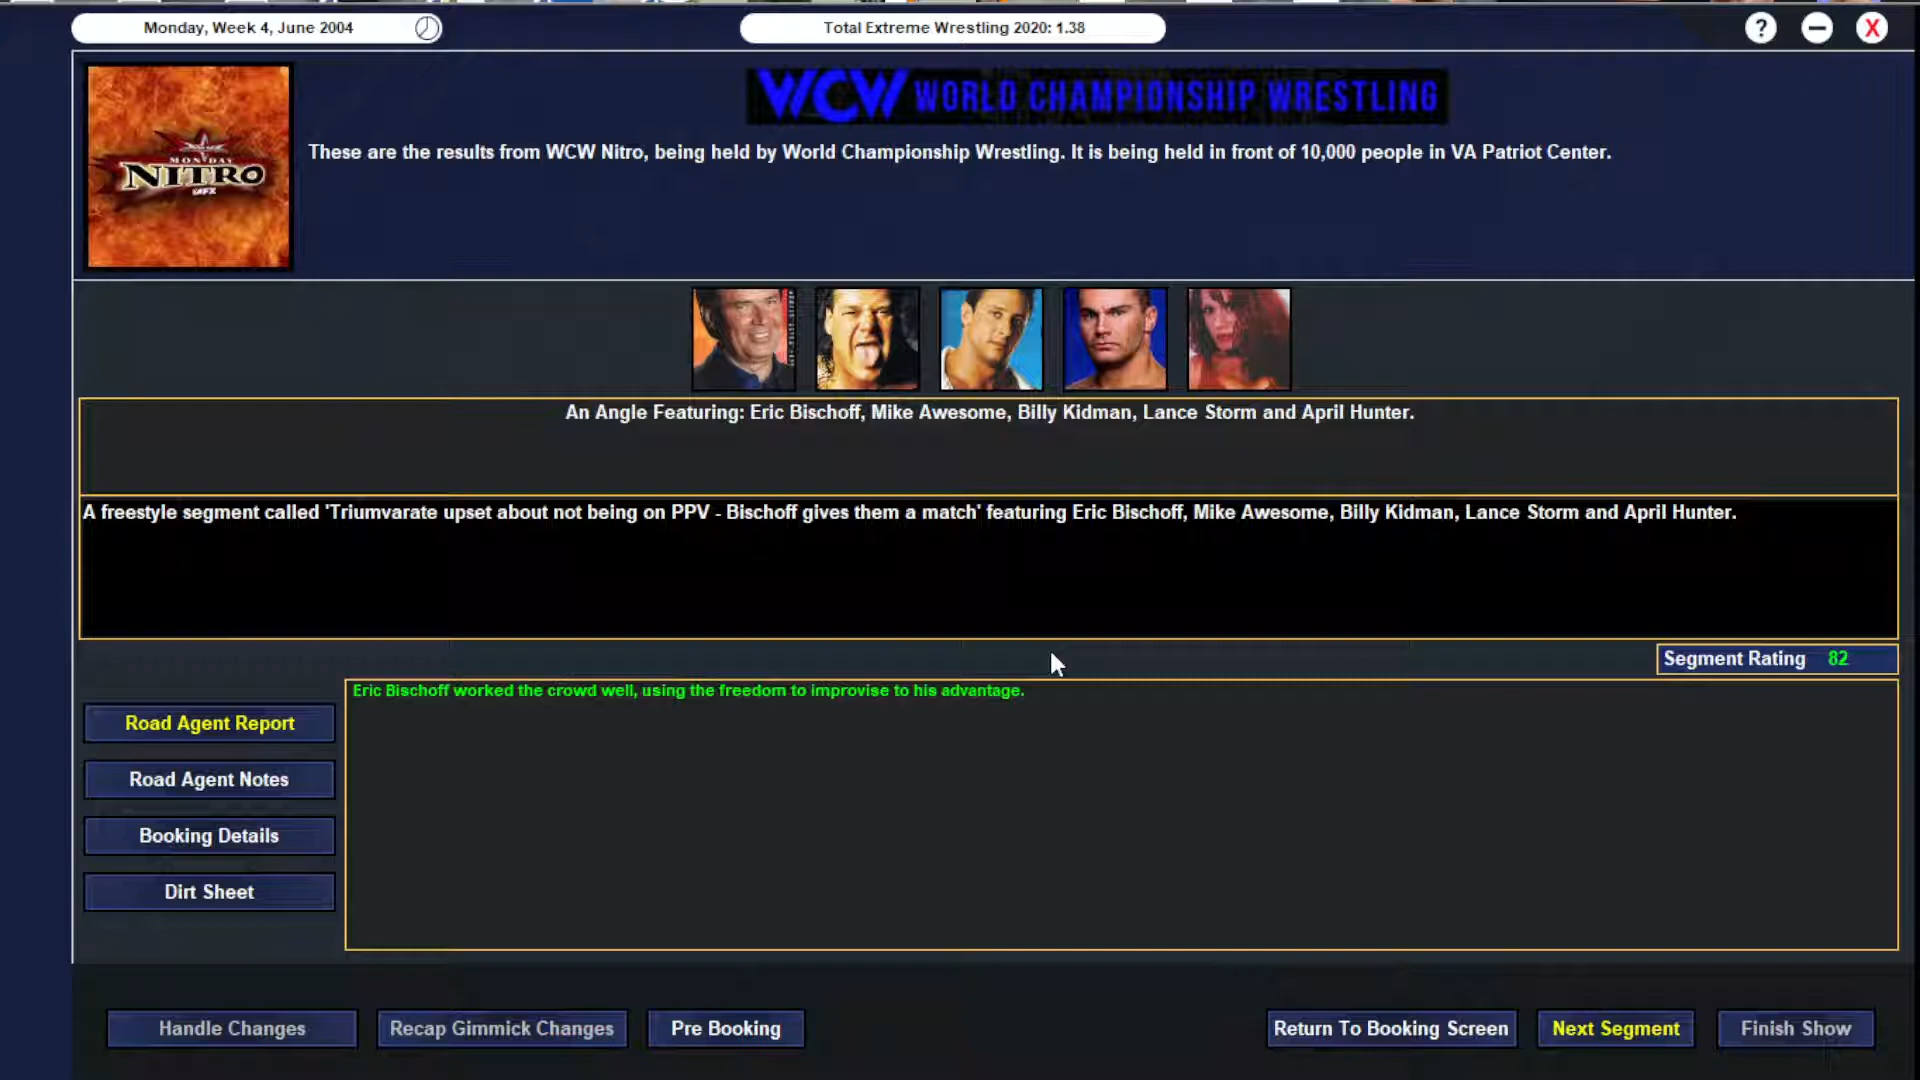 Monday, Week 4, June 2004
Total Extreme Wrestling 2020: 1.38
?
X
MONDAY
NITRO
WCW WORLD CHAMPIONSHIP WRESTLING
These are the results from WCW Nitro, being held by World Championship Wrestling. It is being held in front of 10,000 people in VA Patriot Center.
An Angle Featuring: Eric Bischoff, Mike Awesome, Billy Kidman, Lance Storm and April Hunter.
A freestyle segment called 'Triumvarate upset about not being on PPV - Bischoff gives them a match' featuring Eric Bischoff, Mike Awesome, Billy Kidman, Lance Storm and April Hunter.
Segment Rating 82
Eric Bischoff worked the crowd well, using the freedom to improvise to his advantage.
Road Agent Report
Road Agent Notes
Booking Details
Dirt Sheet
Handle Changes
Recap Gimmick Changes
Pre Booking
Return To Booking Screen
Next Segment
Finish Show